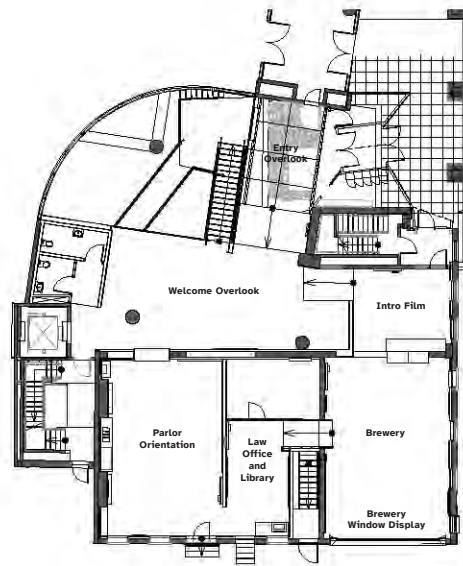 Entry
Overlook
Welcome Overlook
Intro Film
Parlor
Orientation
Law
Office
and
Library
Brewery
Brewery
Window Display